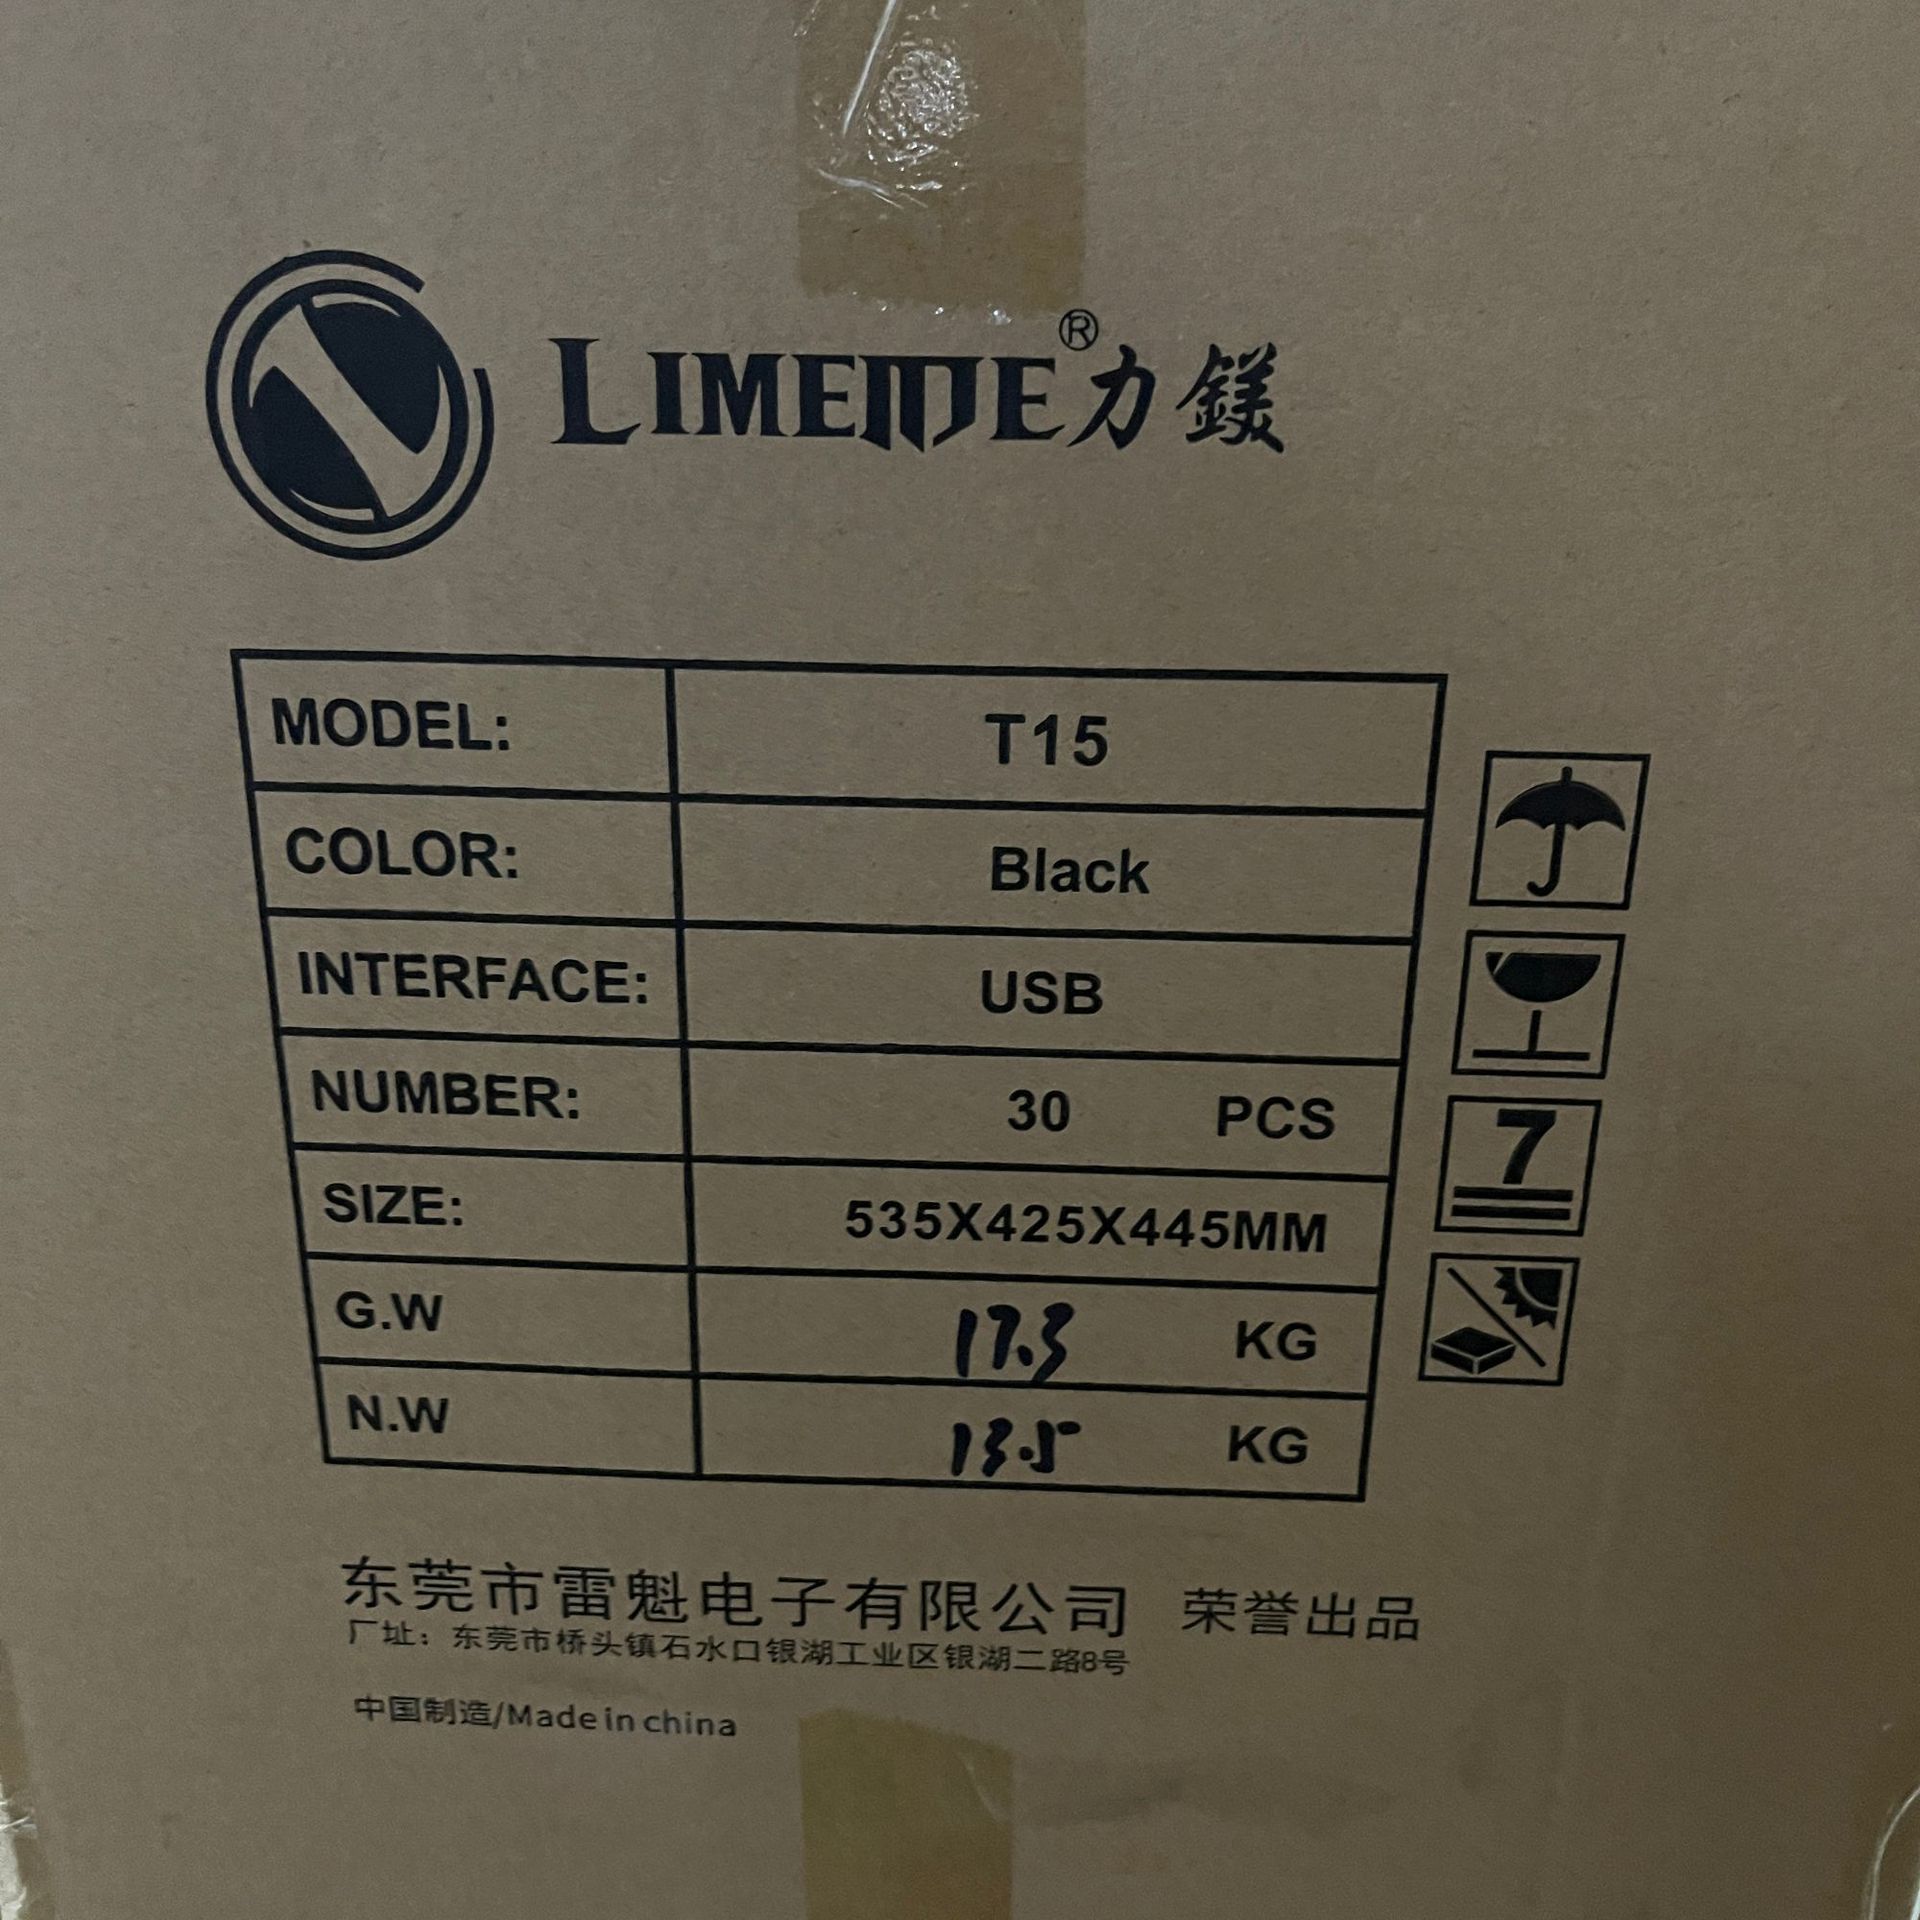 LIMEIDE®力鎂
MODEL: T15
COLOR: Black
INTERFACE: USB
NUMBER: 30 PCS
SIZE: 535X425X445MM
G.W 17.3 KG
N.W 13.5 KG
7
东莞市雷魁电子有限公司 荣誉出品
厂址：东莞市桥头镇石水口银湖工业区银湖二路8号
中国制造/Made in china